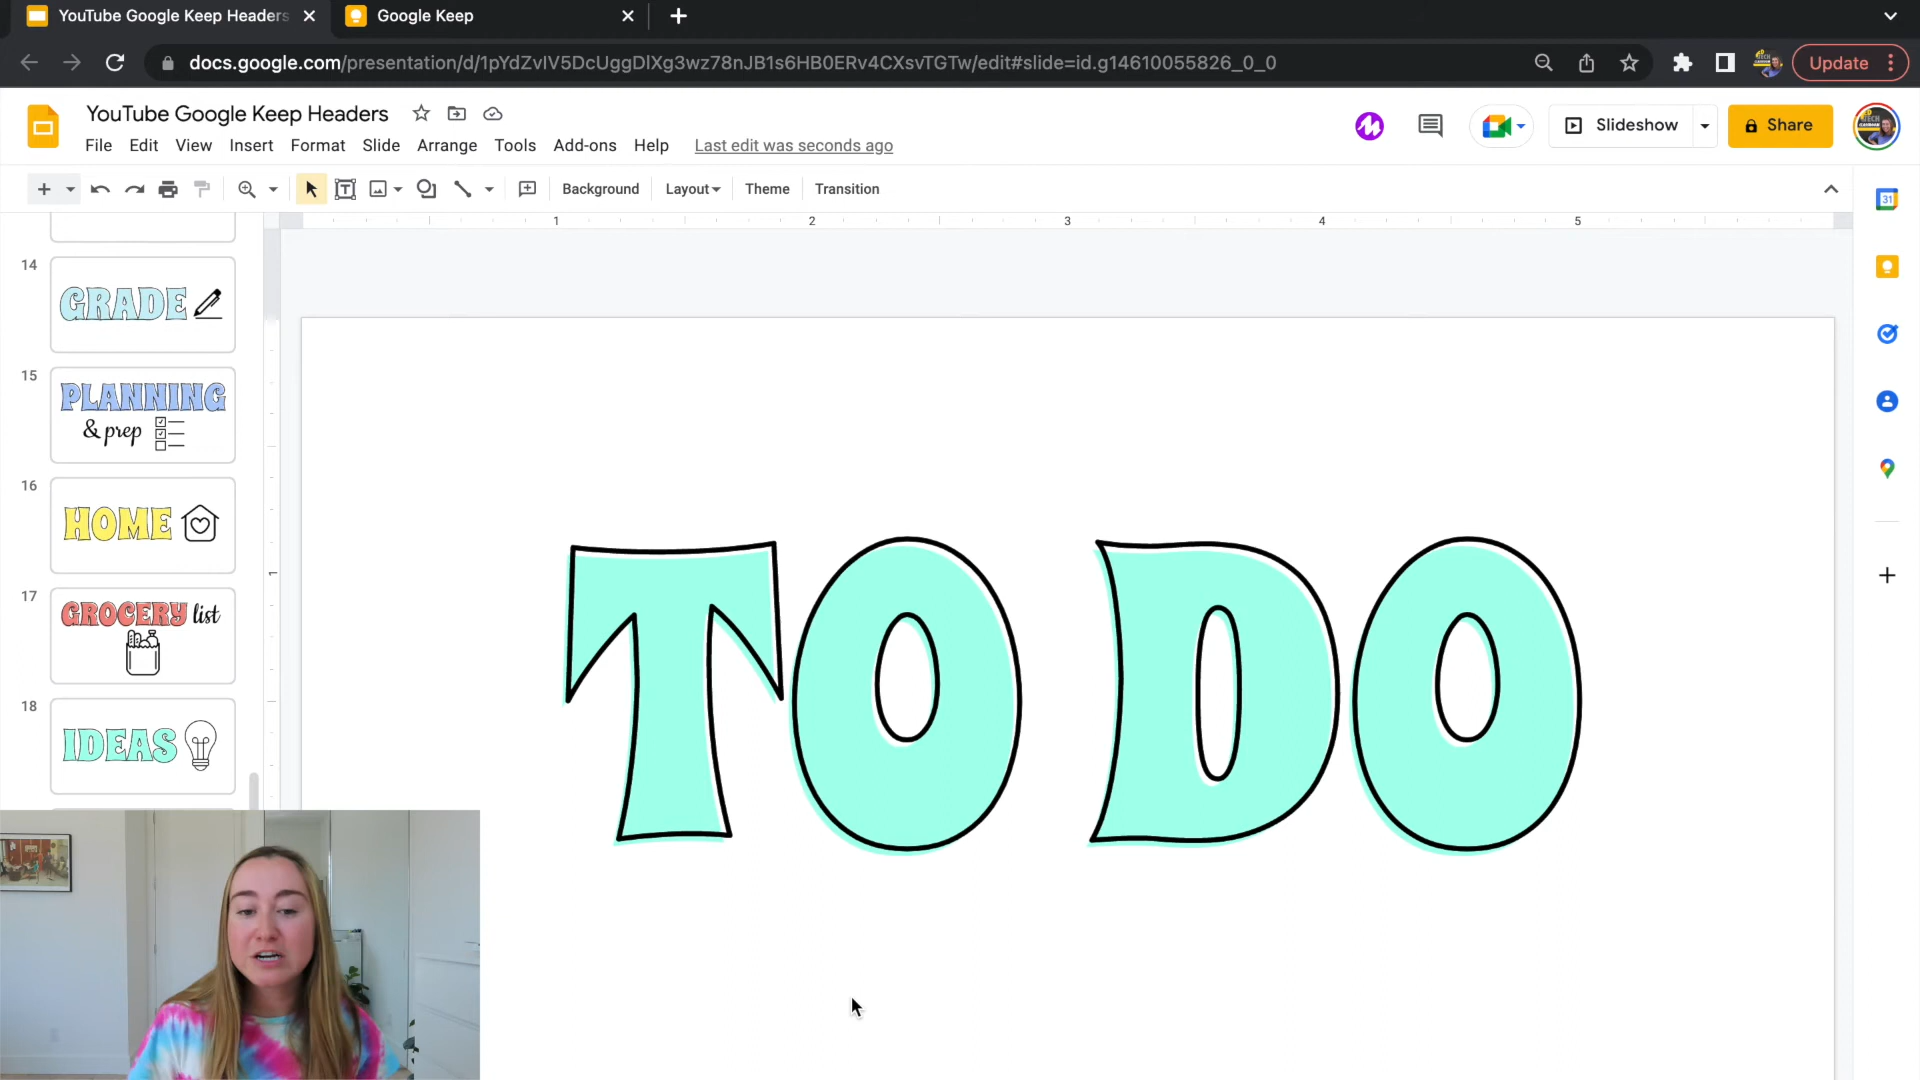 YouTube Google Keep Headers
Google Keep
docs.google.com/presentation/d/1pYdZvIV5DcUggDlXg3wz78nJB1s6HB0ERv4CXsvTGTw/edit#slide=id.g14610055826_0_0
Update
YouTube Google Keep Headers
Slideshow
Share
File Edit View Insert Format Slide Arrange Tools Add-ons Help Last edit was seconds ago
Background Layout Theme Transition
1 2 3 4 5
14
GRADE
15
PLANNING
& prep
16
HOME
17
GROCERY list
18
IDEAS
1
TO DO
31